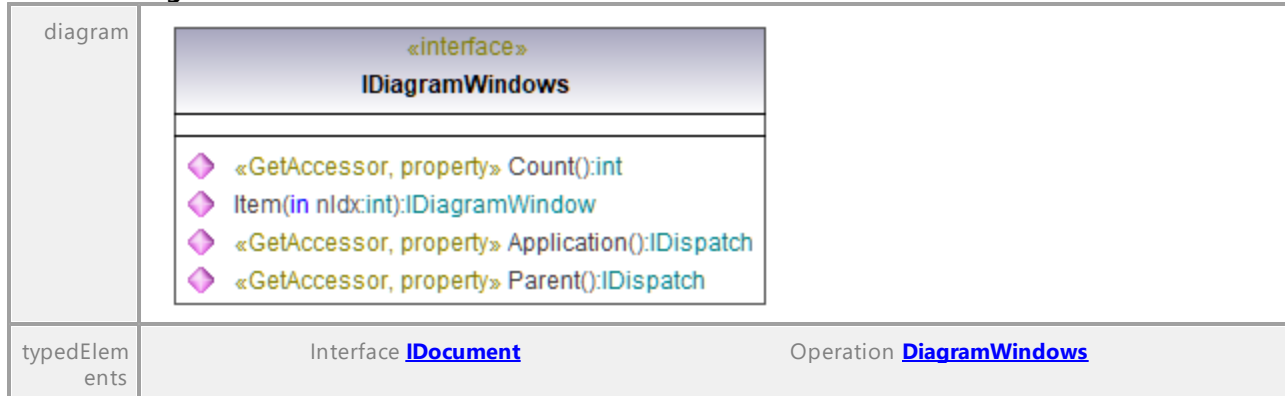 diagram
«interface»
IDiagramWindows
«GetAccessor, property» Count():int
Item(in nIdx:int):IDiagramWindow
«GetAccessor, property» Application():IDispatch
«GetAccessor, property» Parent():IDispatch
typedElem
ents
Interface IDocument Operation DiagramWindows